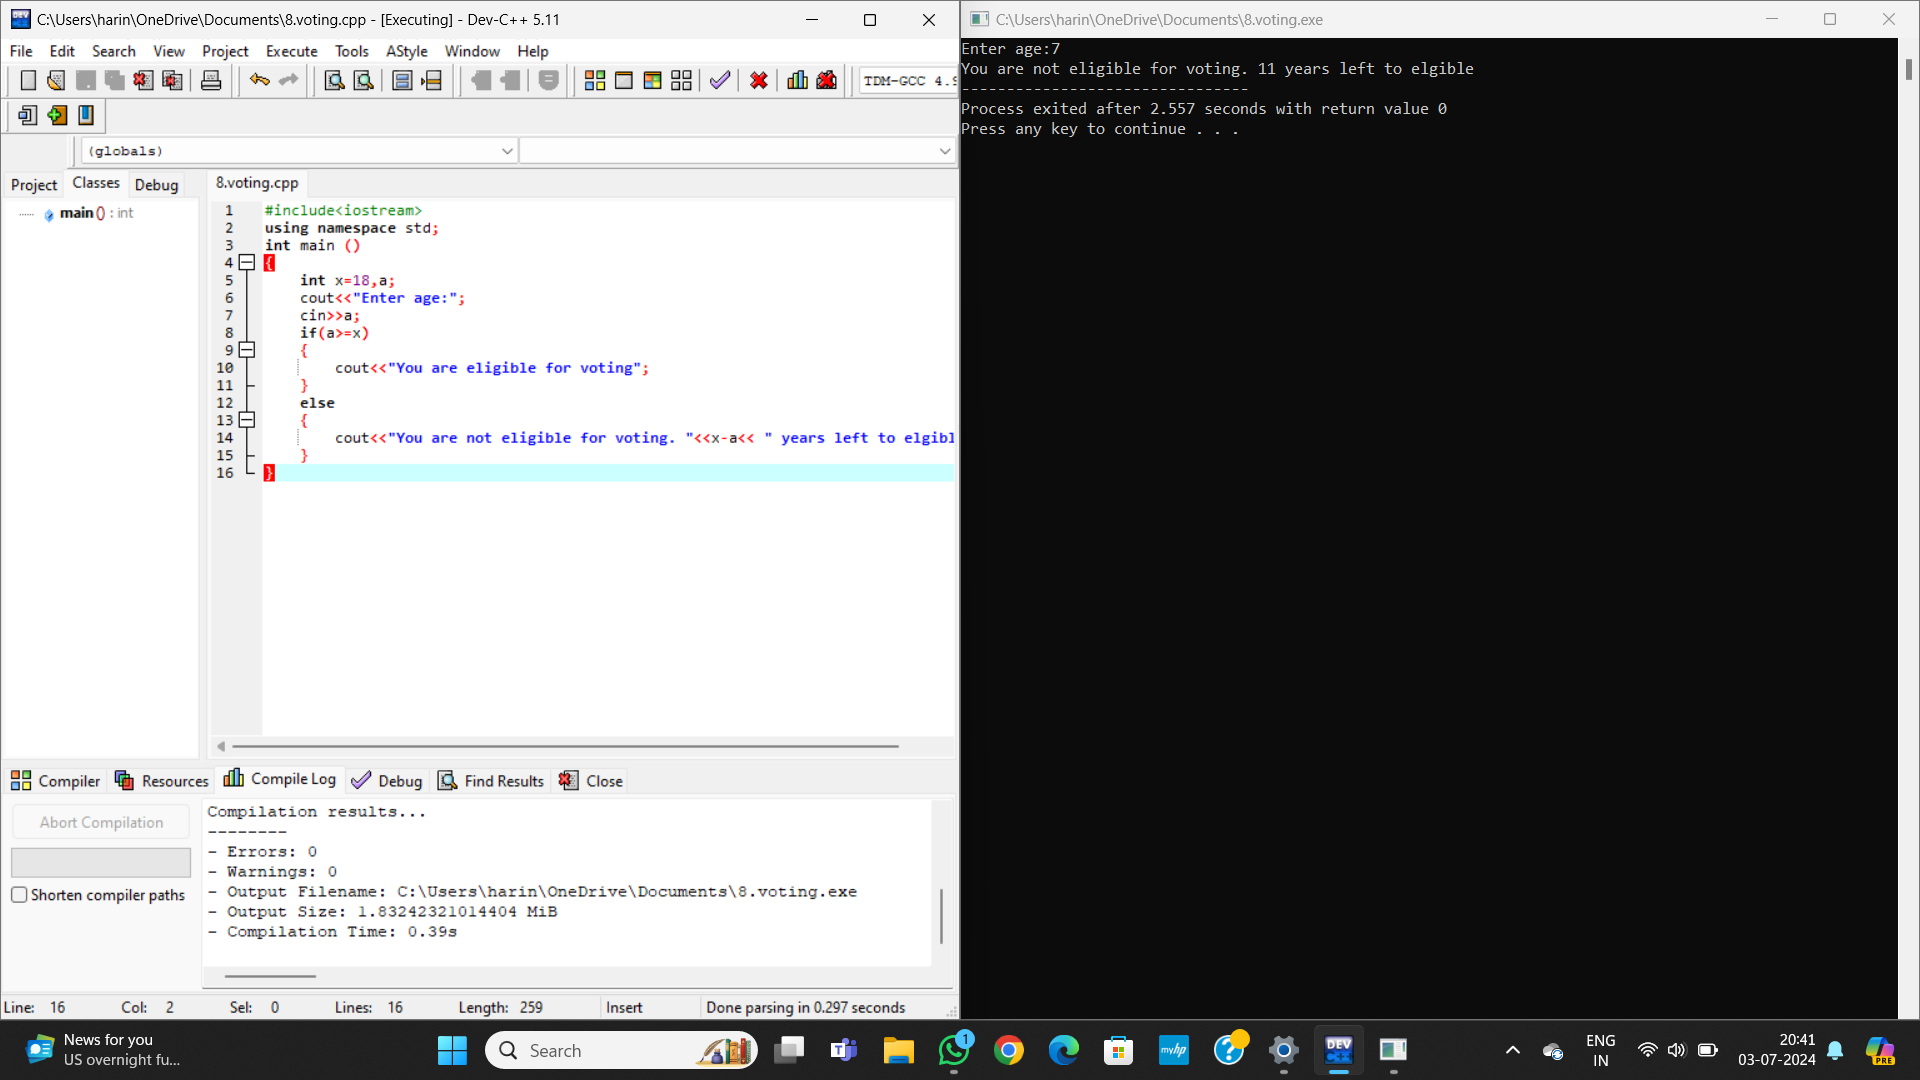 C:\Users\harin\OneDrive\Documents\8.voting.cpp - [Executing] - Dev-C++ 5.11
File Edit Search View Project Execute Tools AStyle Window Help
TDM-GCC 4.9
(globals)
Project Classes Debug
main () : int
8.voting.cpp
1 #include<iostream>
2 using namespace std;
3 int main ()
4 {
5 int x=18,a;
6 cout<<"Enter age:";
7 cin>>a;
8 if(a>=x)
9 {
10 cout<<"You are eligible for voting";
11 }
12 else
13 {
14 cout<<"You are not eligible for voting. "<<x-a<< " years left to elgibl
15 }
16 }
Compiler Resources Compile Log Debug Find Results Close
Abort Compilation
Shorten compiler paths
Compilation results...
--------
- Errors: 0
- Warnings: 0
- Output Filename: C:\Users\harin\OneDrive\Documents\8.voting.exe
- Output Size: 1.83242321014404 MiB
- Compilation Time: 0.39s
Line: 16 Col: 2 Sel: 0 Lines: 16 Length: 259 Insert Done parsing in 0.297 seconds
C:\Users\harin\OneDrive\Documents\8.voting.exe
Enter age:7
You are not eligible for voting. 11 years left to elgible
--------------------------------
Process exited after 2.557 seconds with return value 0
Press any key to continue . . .
News for you
US overnight fu...
Search
1
myhp
DEV
C++
ENG
IN
20:41
03-07-2024
PRE